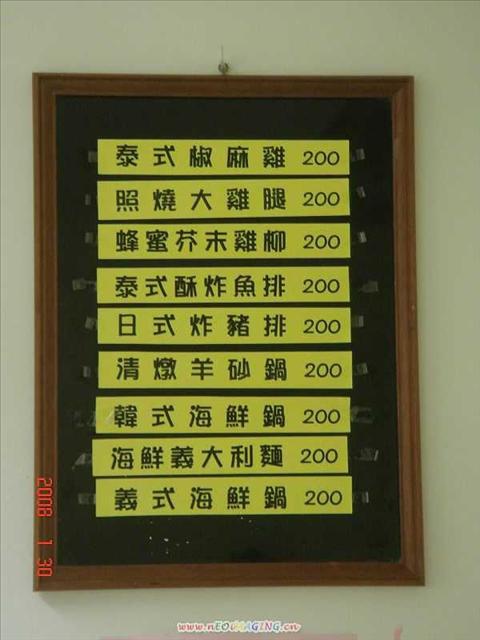 泰式椒麻雞 200
照燒大雞腿 200
蜂蜜芥末雞柳 200
泰式酥炸魚排 200
日式炸豬排 200
清燉羊砂鍋 200
韓式海鮮鍋 200
海鮮義大利麵 200
義式海鮮鍋 200
2008 1 30
www.nEOiMAGING.cn